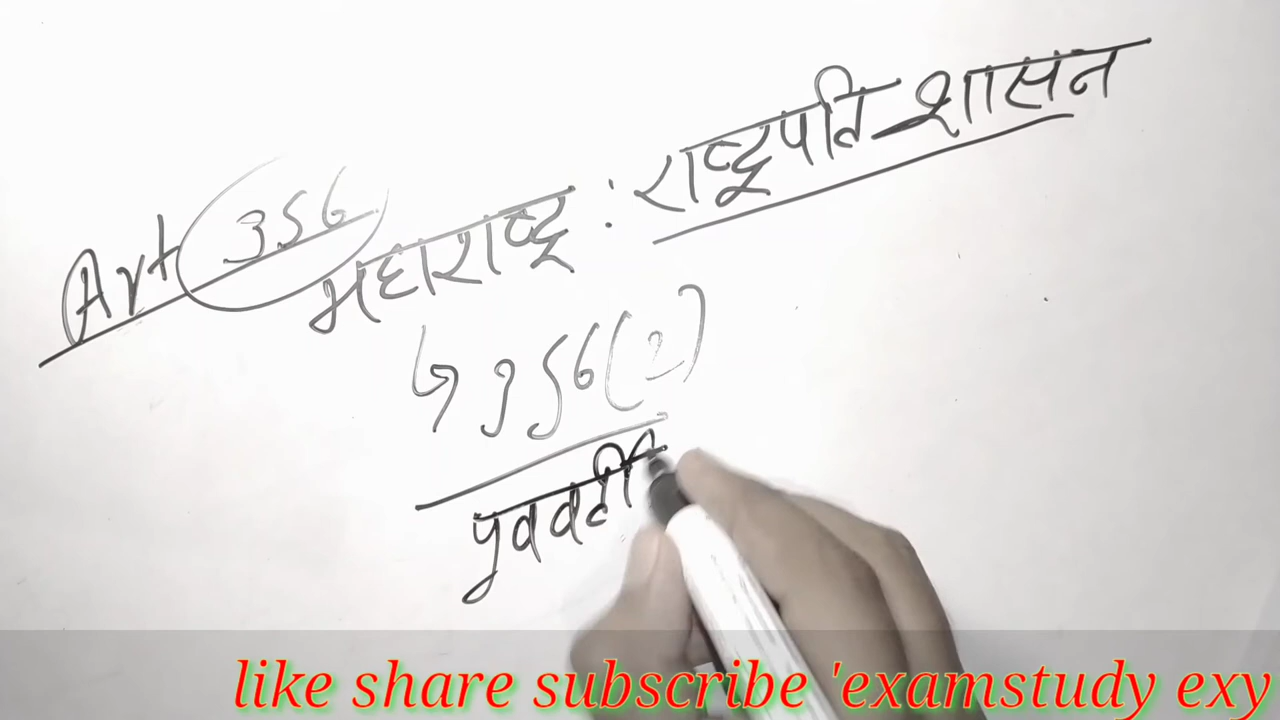 महाराष्ट्र : राष्ट्रपति-शासन
Art 356
↳ 356(2)
पूववर्ती
like share subscribe 'examstudy exy